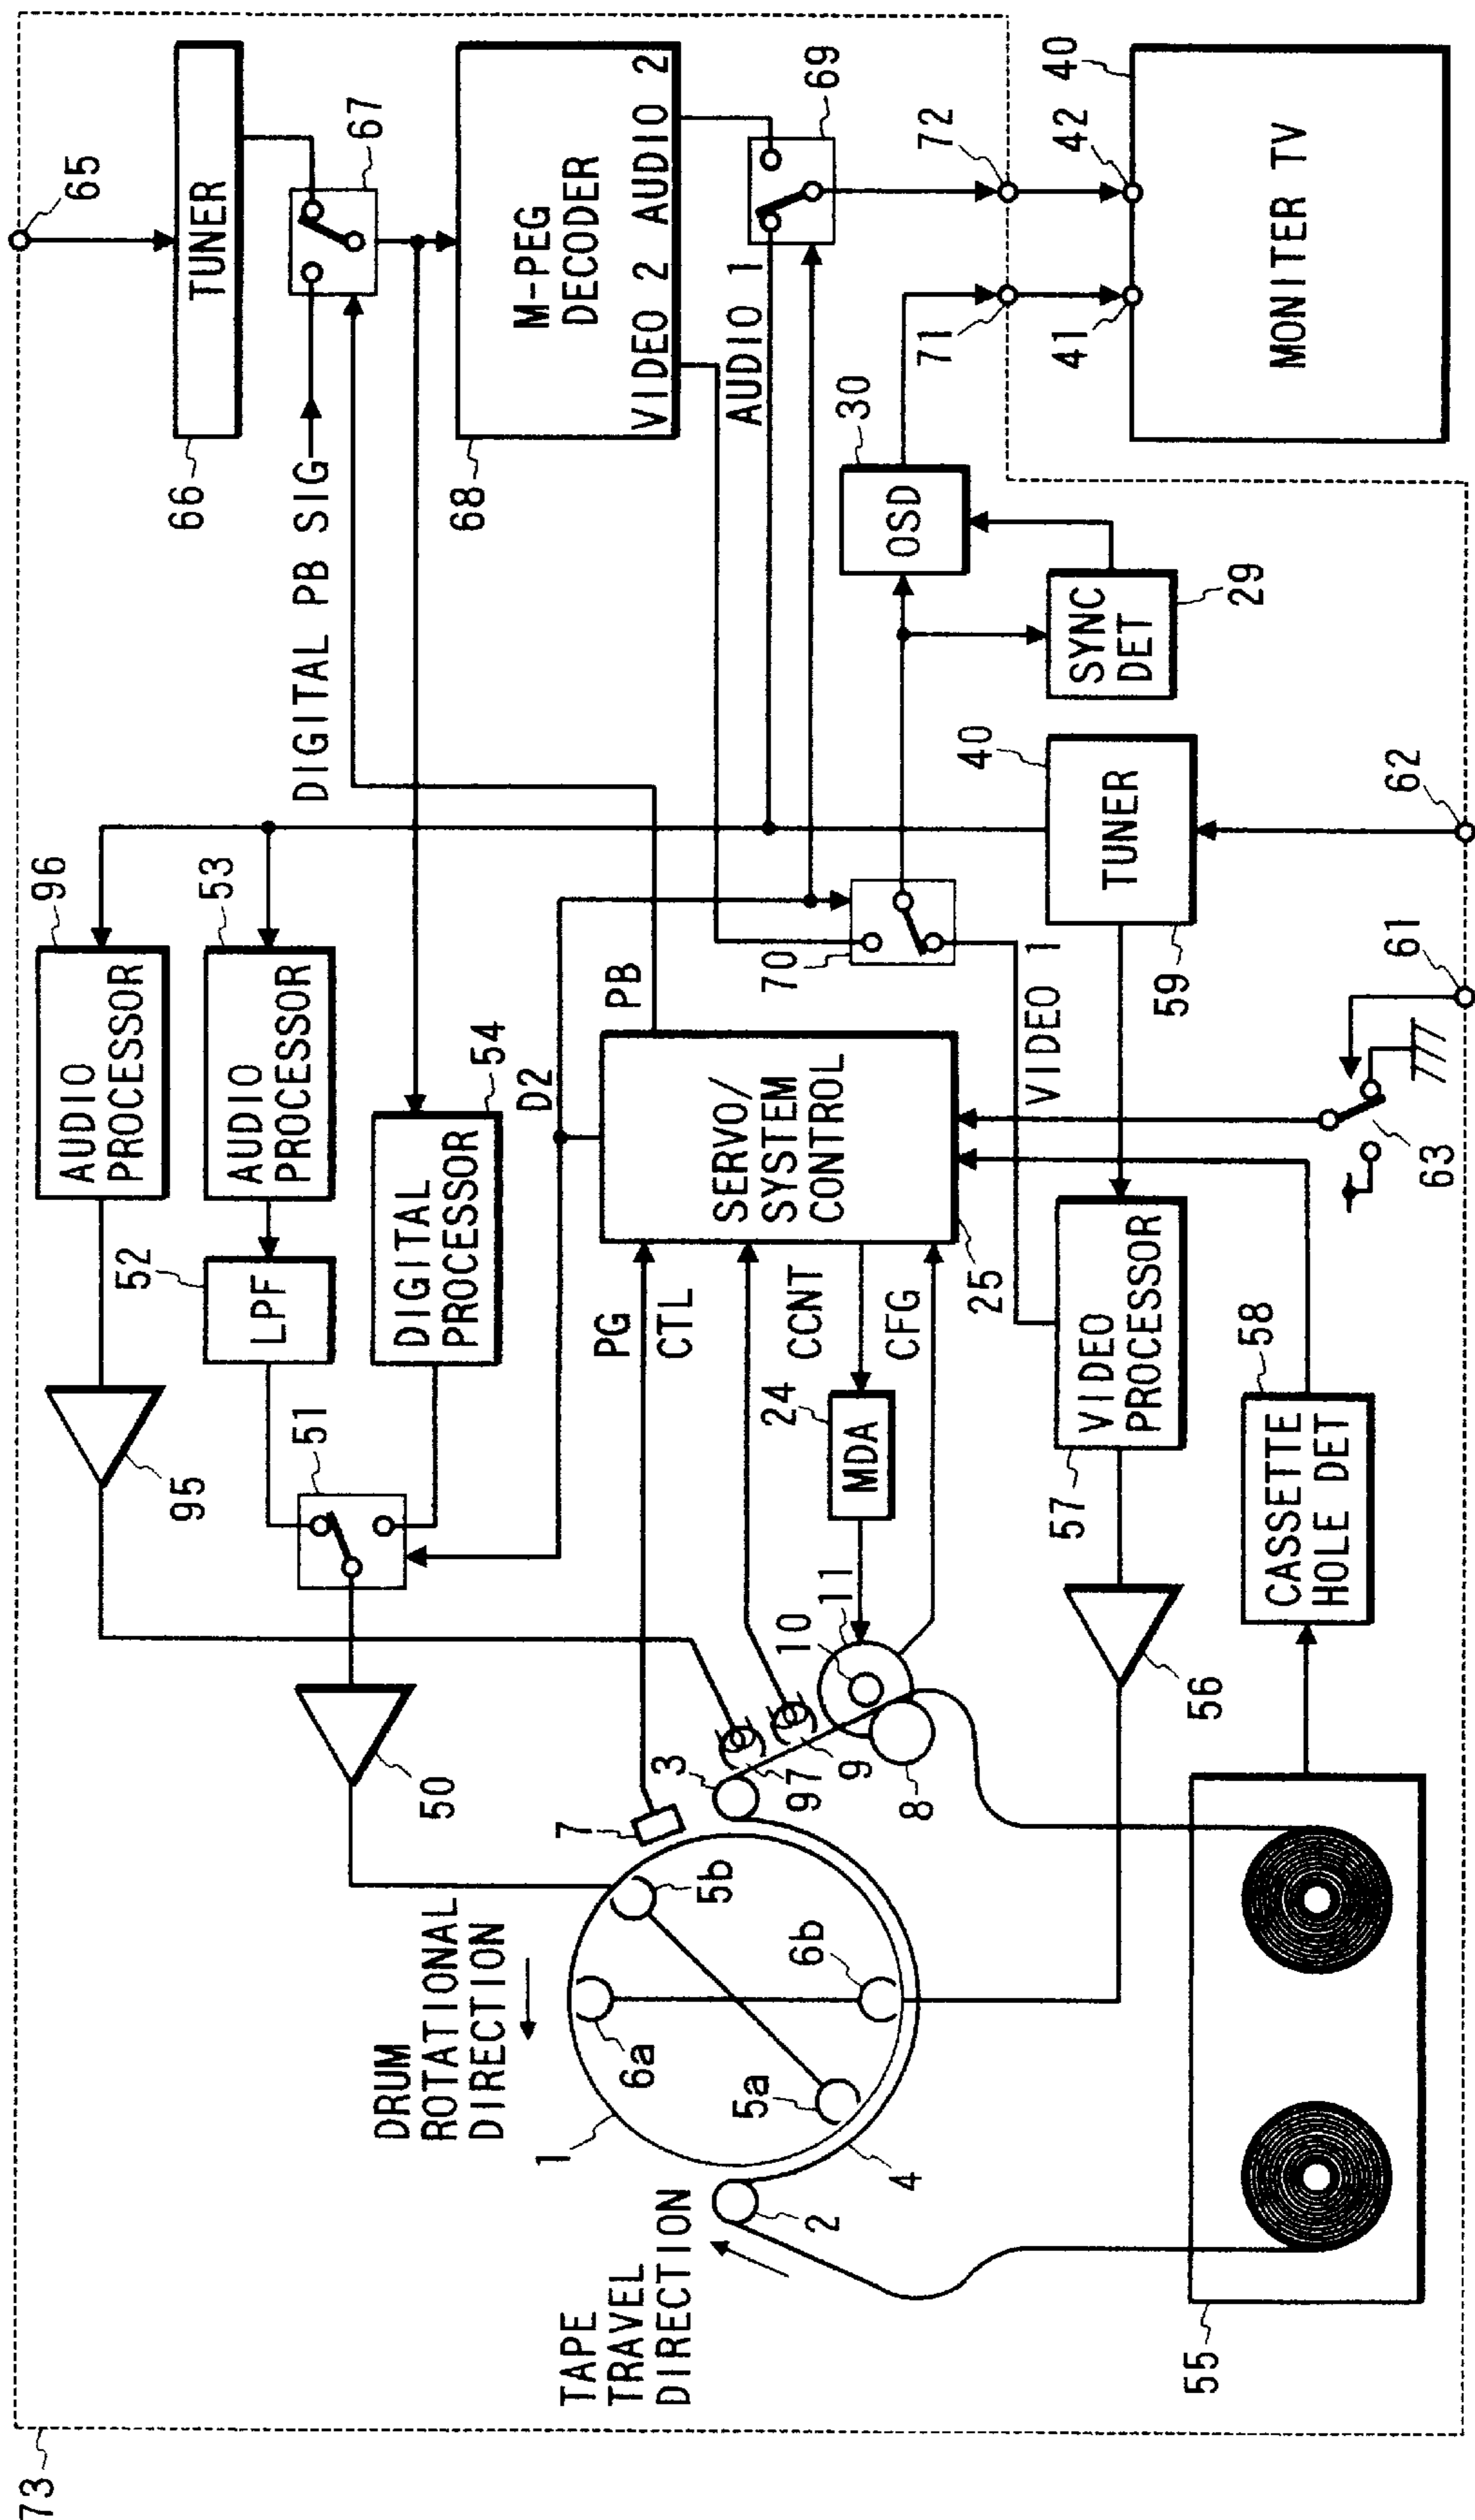 73
65
TUNER
66
67
DIGITAL PB SIG
M-PEG
DECODER
VIDEO 2 AUDIO 2
68
69
AUDIO 1
72
71
42
41
40
MONITER TV
30
OSD
SYNC
DET
29
96
AUDIO
PROCESSOR
53
AUDIO
PROCESSOR
52
LPF
54
DIGITAL
PROCESSOR
D2
PB
SERVO/
SYSTEM
CONTROL
25
70
VIDEO 1
40
TUNER
59
62
61
63
95
51
50
PG
CTL
CCNT
CFG
24
MDA
VIDEO
PROCESSOR
57
56
58
CASSETTE
HOLE DET
11
10
9
97
8
3
7
5b
6b
6a
5a
DRUM
ROTATIONAL
DIRECTION
1
4
2
TAPE
TRAVEL
DIRECTION
55